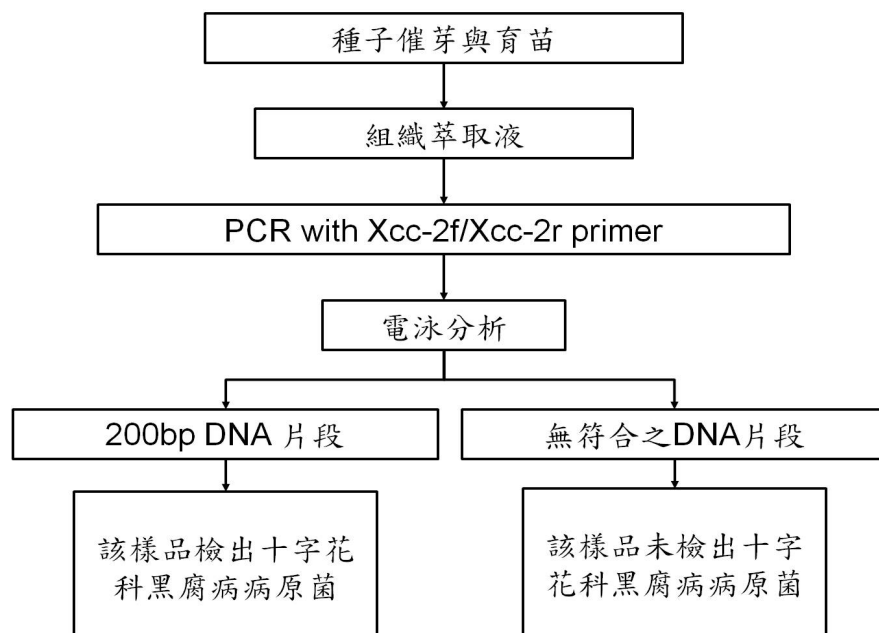 種子催芽與育苗
組織萃取液
PCR with Xcc-2f/Xcc-2r primer
電泳分析
200bp DNA 片段
無符合之DNA片段
該樣品檢出十字花
科黑腐病病原菌
該樣品未檢出十字
花科黑腐病病原菌